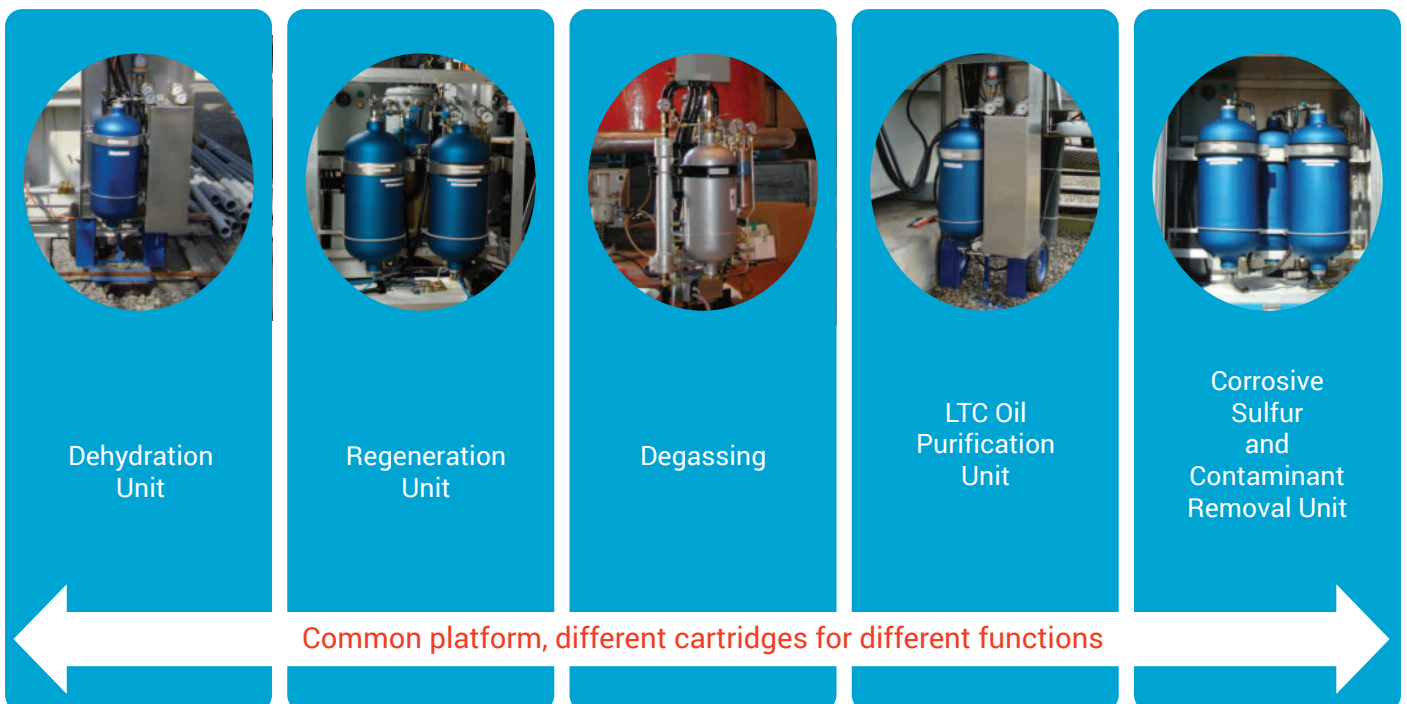 Dehydration
Unit
Regeneration
Unit
Degassing
LTC Oil
Purification
Unit
Corrosive
Sulfur
and
Contaminant
Removal Unit
Common platform, different cartridges for different functions